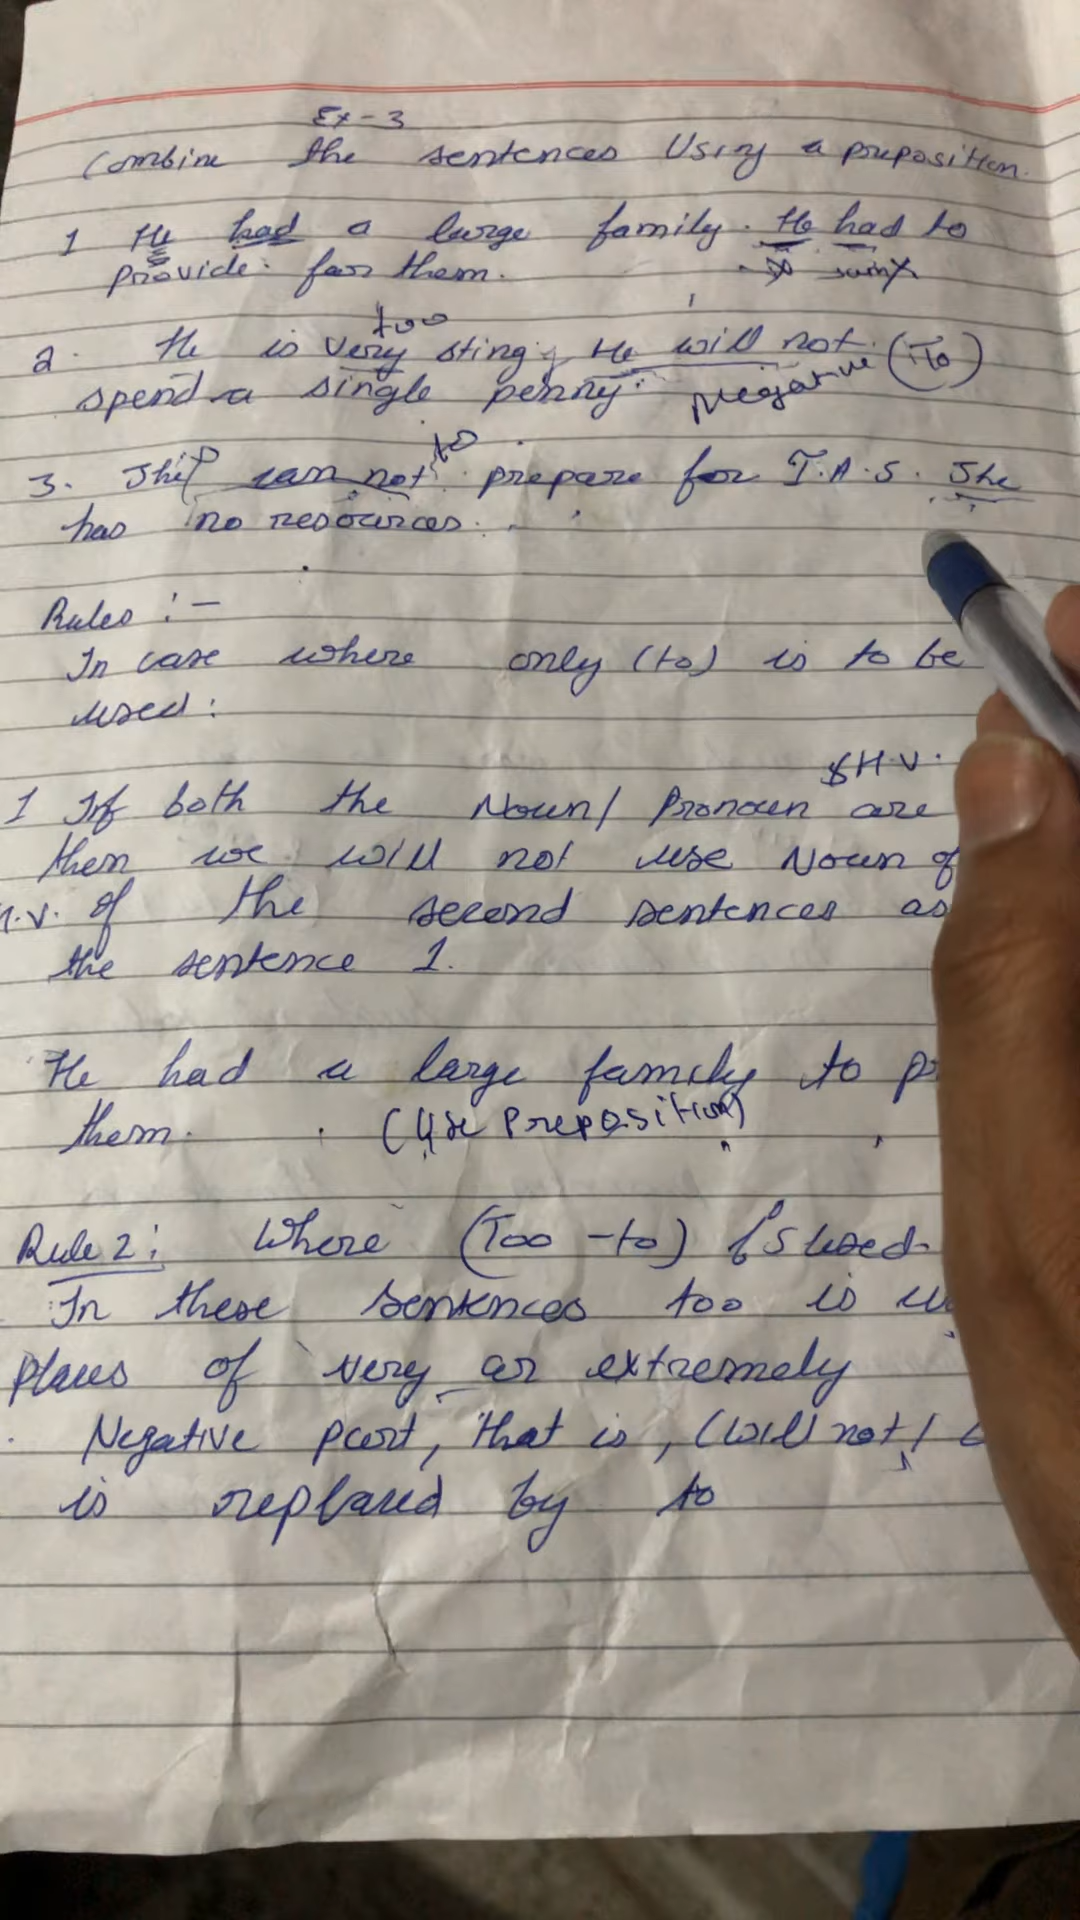 Ex-3
Combine the sentences Using a preposition.
1 He had a large family. He had to
provide for them.
too
2. He is very sting, He will not (To)
spend a single penny. Negative
to
3. She can not prepare for I.A.S. She
has no resources.
Rules :-
In case where only (to) is to be
used:
H.V.
1 If both the Noun/ Pronoun are
then we will not use Noun of
H.V. of the second sentences as
the sentence 1.
He had a large family to
them. (Use Preposition)
Rule 2: Where (Too -to) is used-
In these sentences too is
places of very or extremely
Negative part, that is, (will not/
is replaced by to